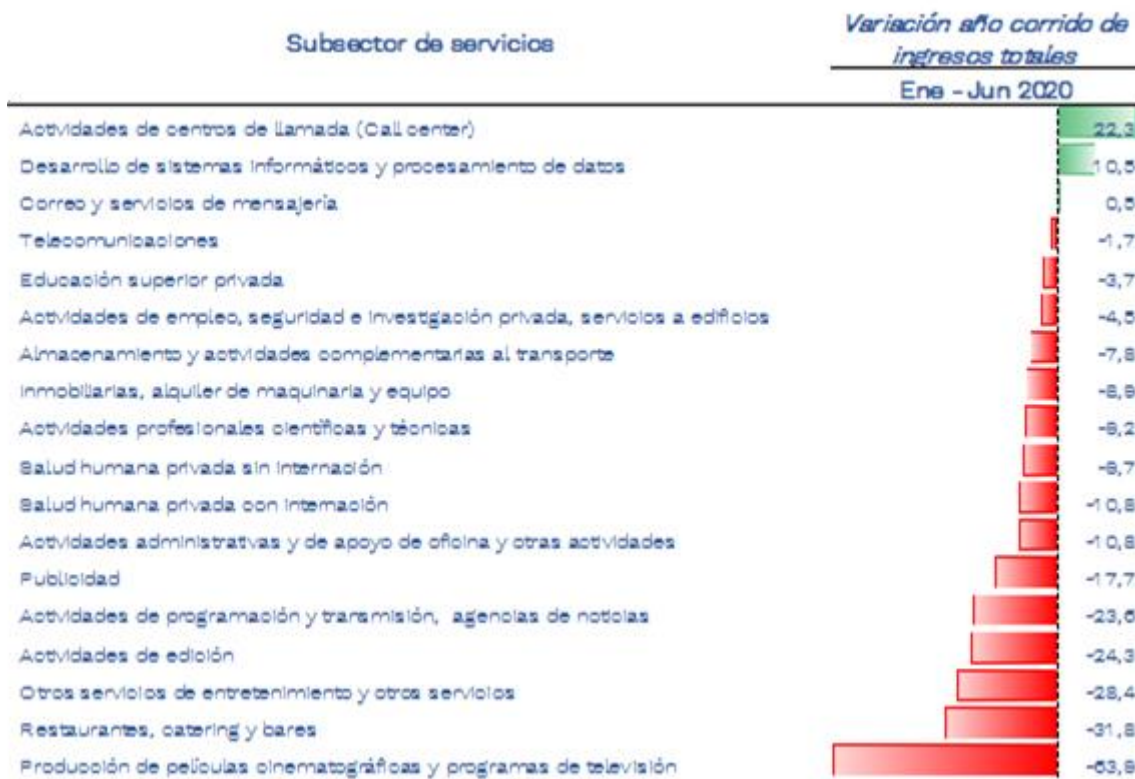 Subsector de servicios
Variación año corrido de
ingresos totales
Ene - Jun 2020
Actividades de centros de llamada (Call center) 22,3
Desarrollo de sistemas informáticos y procesamiento de datos 10,5
Correo y servicios de mensajería 0,5
Telecomunicaciones -1,7
Educación superior privada -3,7
Actividades de empleo, seguridad e investigación privada, servicios a edificios -4,5
Almacenamiento y actividades complementarias al transporte -7,8
Inmobiliarias, alquiler de maquinaria y equipo
Actividades profesionales científicas y técnicas -9,2
Salud humana privada sin internación -9,7
Salud humana privada con internación -10,8
Actividades administrativas y de apoyo de oficina y otras actividades -10,8
Publicidad -17,7
Actividades de programación y transmisión, agencias de noticias -23,6
Actividades de edición -24,3
Otros servicios de entretenimiento y otros servicios -28,4
Restaurantes, catering y bares -31,8
Producción de películas cinematográficas y programas de televisión